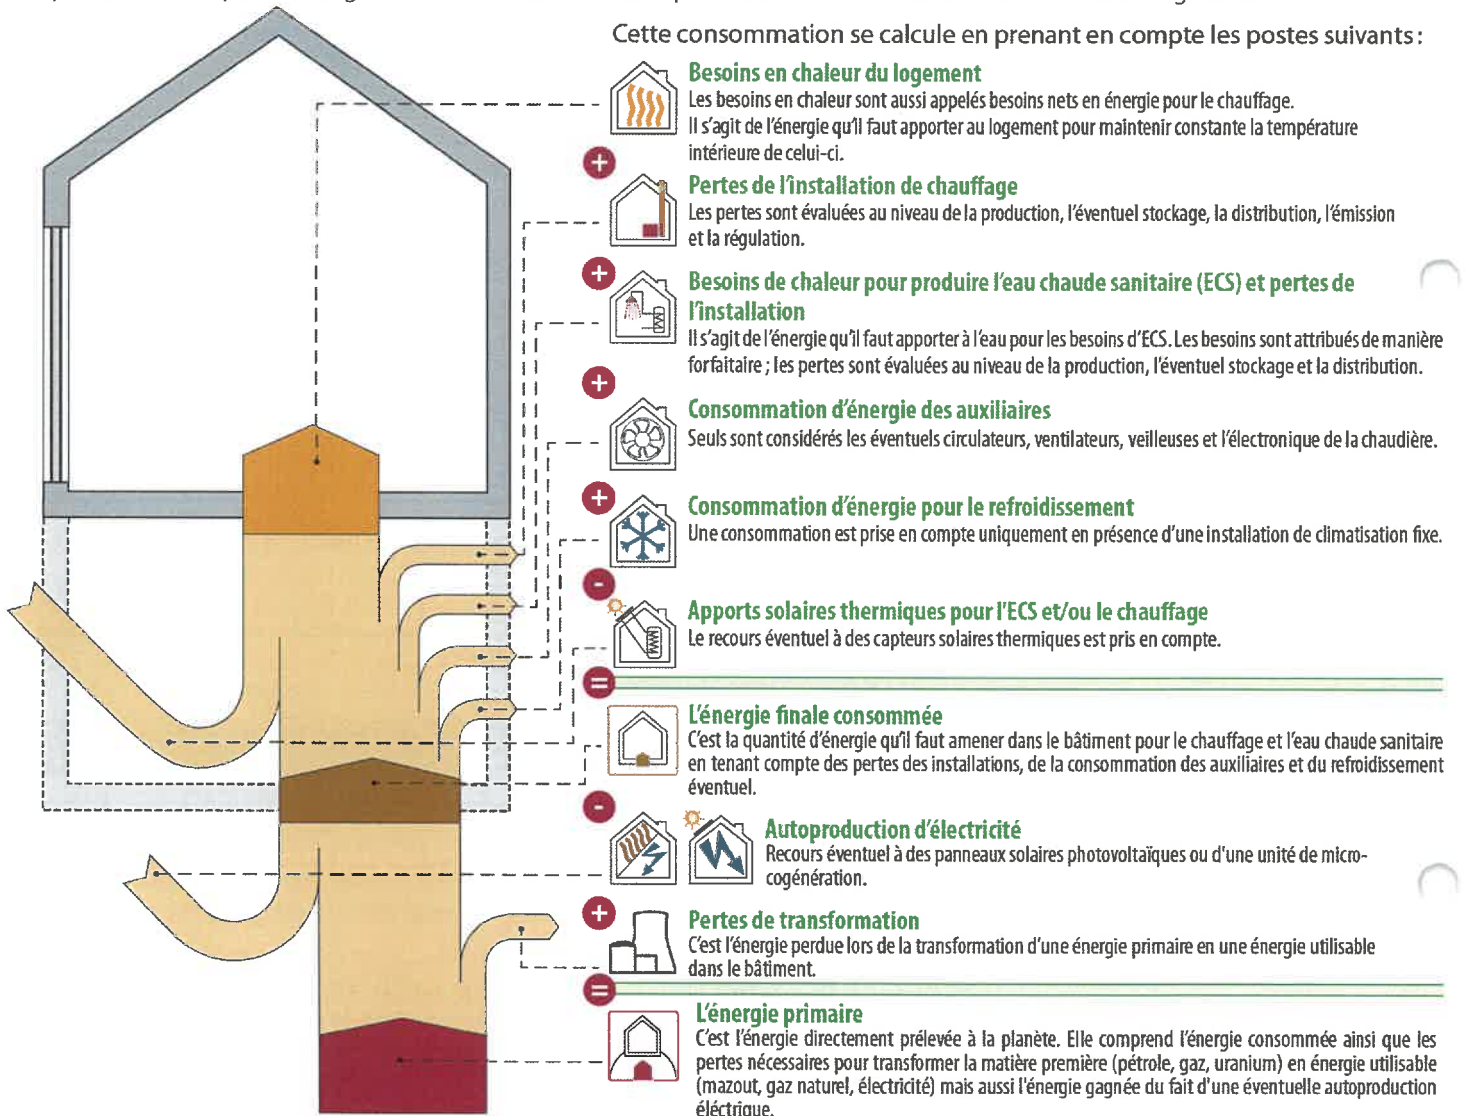 Cette consommation se calcule en prenant en compte les postes suivants :
Besoins en chaleur du logement
Les besoins en chaleur sont aussi appelés besoins nets en énergie pour le chauffage.
Il s'agit de l'énergie qu'il faut apporter au logement pour maintenir constante la température
intérieure de celui-ci.
+
Pertes de l'installation de chauffage
Les pertes sont évaluées au niveau de la production, l'éventuel stockage, la distribution, l'émission
et la régulation.
+
Besoins de chaleur pour produire l'eau chaude sanitaire (ECS) et pertes de
l'installation
Il s'agit de l'énergie qu'il faut apporter à l'eau pour les besoins d'ECS. Les besoins sont attribués de manière
forfaitaire ; les pertes sont évaluées au niveau de la production, l'éventuel stockage et la distribution.
+
Consommation d'énergie des auxiliaires
Seuls sont considérés les éventuels circulateurs, ventilateurs, veilleuses et l'électronique de la chaudière.
+
Consommation d'énergie pour le refroidissement
Une consommation est prise en compte uniquement en présence d'une installation de climatisation fixe.
-
Apports solaires thermiques pour l'ECS et/ou le chauffage
Le recours éventuel à des capteurs solaires thermiques est pris en compte.
=
L'énergie finale consommée
C'est la quantité d'énergie qu'il faut amener dans le bâtiment pour le chauffage et l'eau chaude sanitaire
en tenant compte des pertes des installations, de la consommation des auxiliaires et du refroidissement
éventuel.
-
Autoproduction d'électricité
Recours éventuel à des panneaux solaires photovoltaïques ou d'une unité de micro-
cogénération.
+
Pertes de transformation
C'est l'énergie perdue lors de la transformation d'une énergie primaire en une énergie utilisable
dans le bâtiment.
=
L'énergie primaire
C'est l'énergie directement prélevée à la planète. Elle comprend l'énergie consommée ainsi que les
pertes nécessaires pour transformer la matière première (pétrole, gaz, uranium) en énergie utilisable
(mazout, gaz naturel, électricité) mais aussi l'énergie gagnée du fait d'une éventuelle autoproduction
éléctrique.